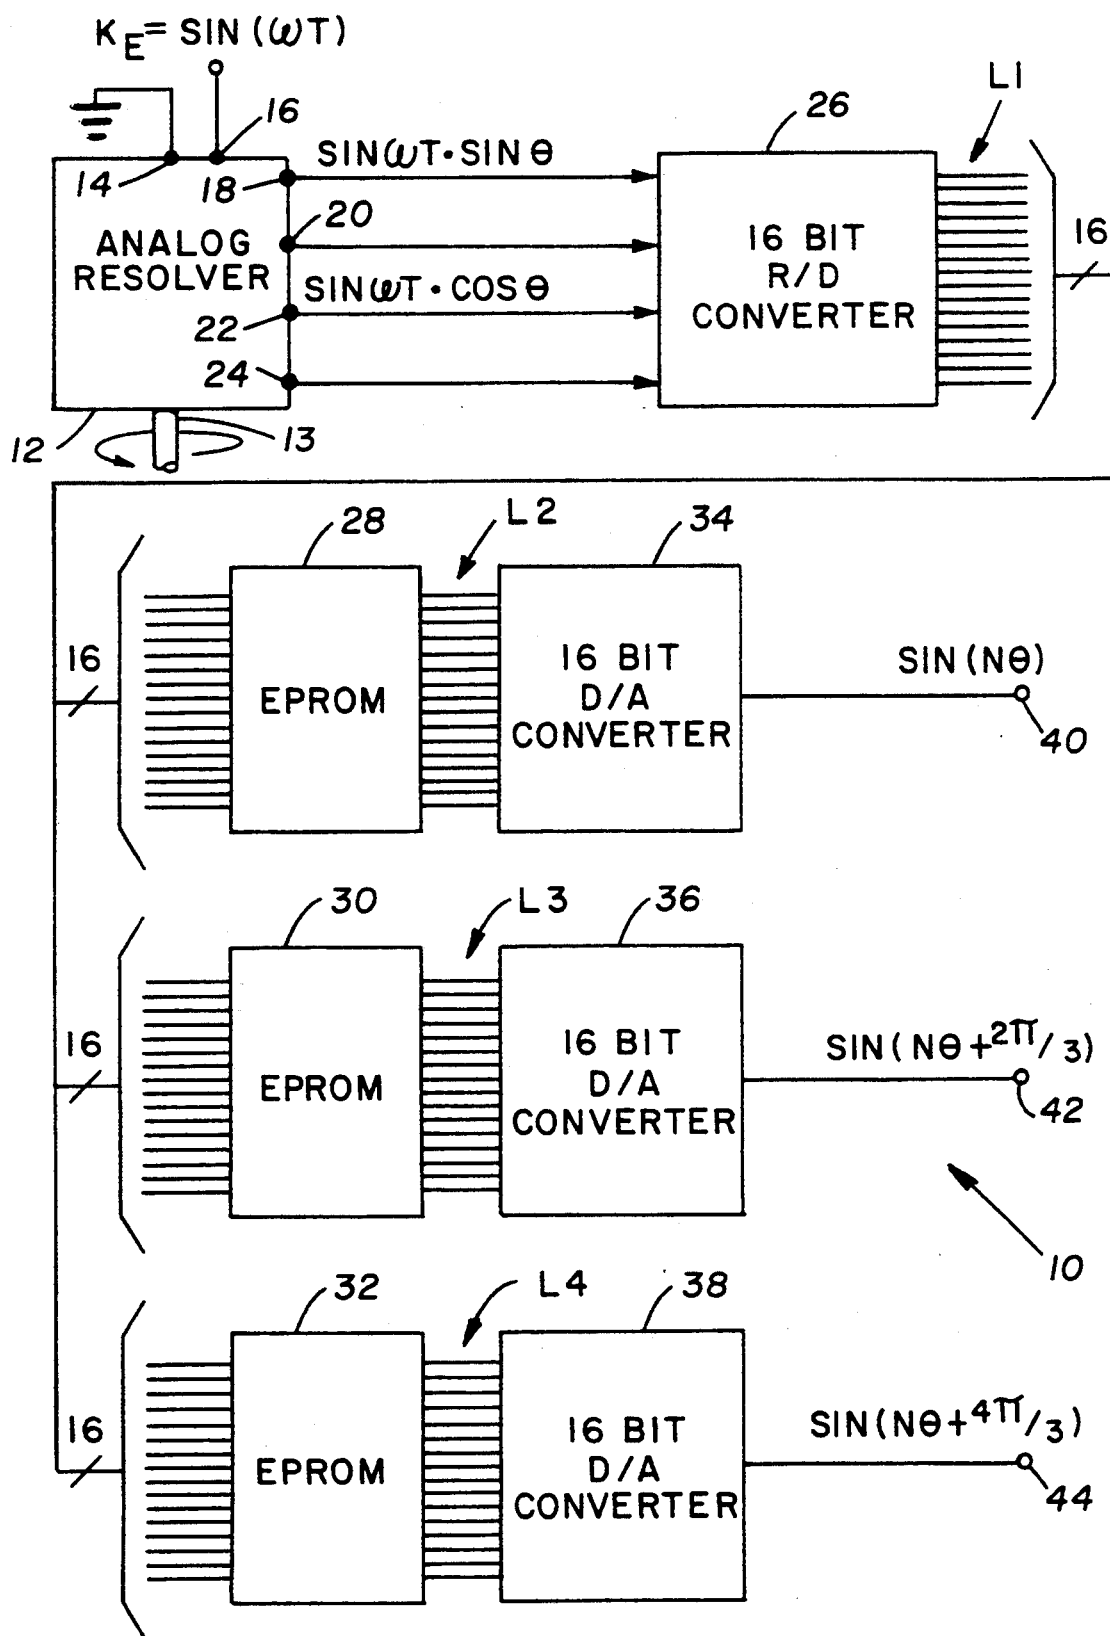 K_E = SIN (ωT)
16
14
18
SINωT·SINθ
26
L1
20
ANALOG
RESOLVER
SINωT·COSθ
22
24
16 BIT
R/D
CONVERTER
16
12
13
28
L2
34
16
EPROM
16 BIT
D/A
CONVERTER
SIN(Nθ)
40
30
L3
36
16
EPROM
16 BIT
D/A
CONVERTER
SIN(Nθ+2π/3)
42
10
32
L4
38
16
EPROM
16 BIT
D/A
CONVERTER
SIN(Nθ+4π/3)
44